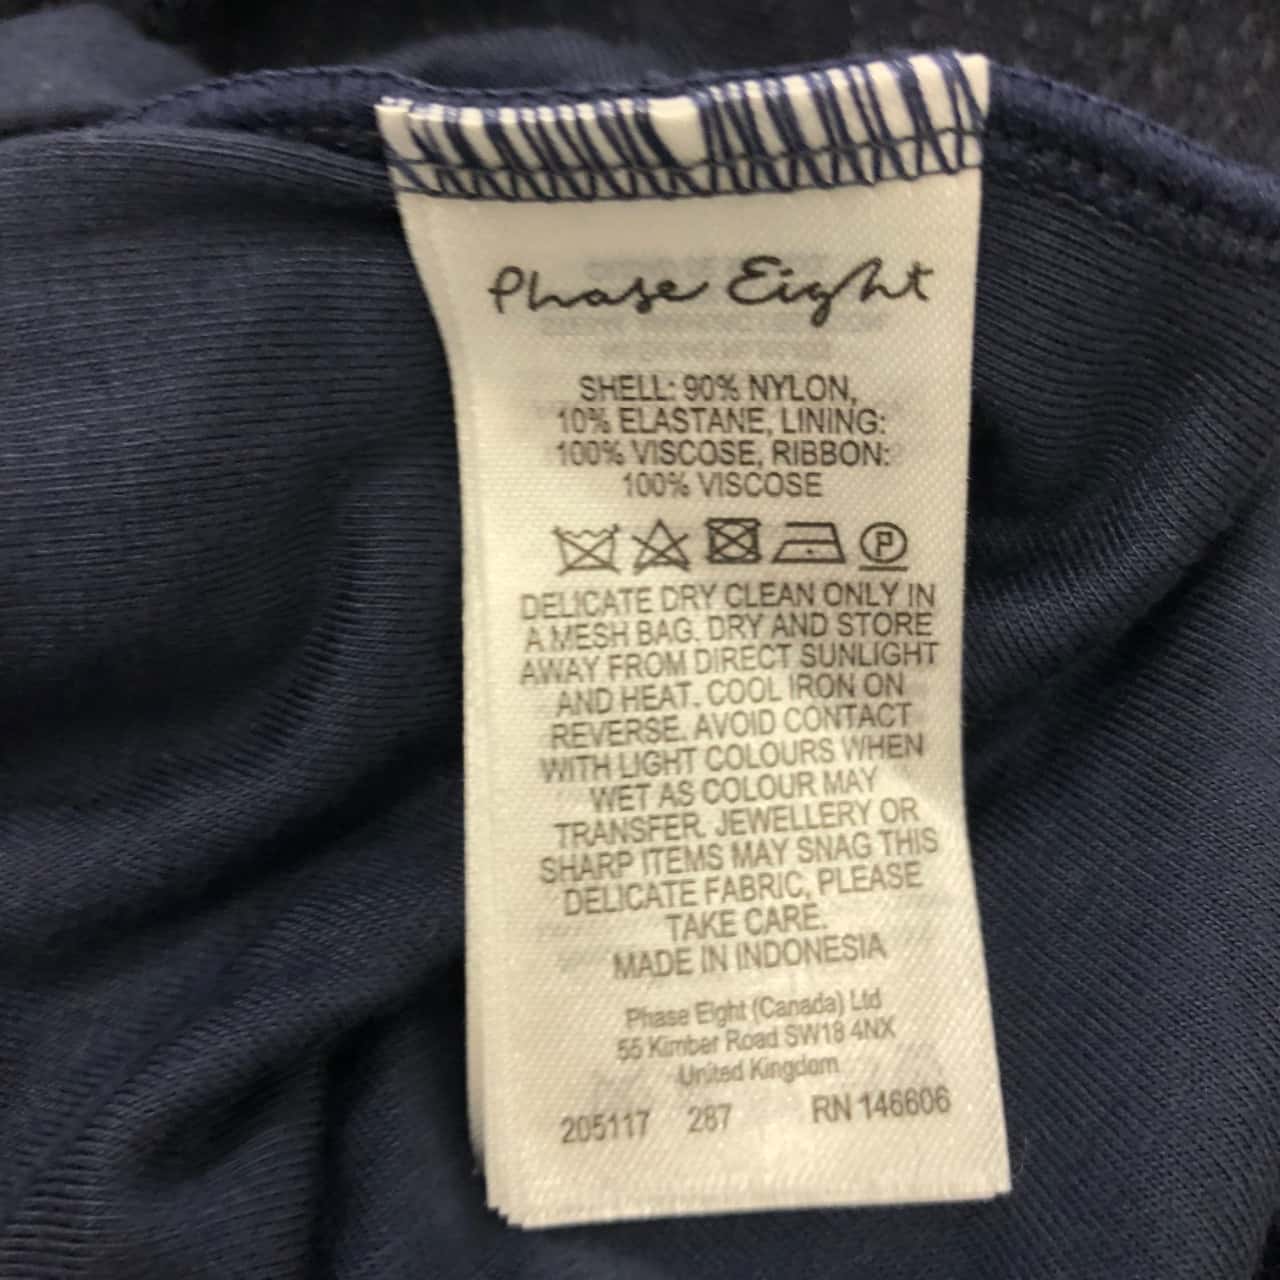 Phase Eight
SHELL: 90% NYLON,
10% ELASTANE, LINING:
100% VISCOSE, RIBBON:
100% VISCOSE
P
DELICATE DRY CLEAN ONLY IN
A MESH BAG. DRY AND STORE
AWAY FROM DIRECT SUNLIGHT
AND HEAT. COOL IRON ON
REVERSE. AVOID CONTACT
WITH LIGHT COLOURS WHEN
WET AS COLOUR MAY
TRANSFER. JEWELLERY OR
SHARP ITEMS MAY SNAG THIS
DELICATE FABRIC, PLEASE
TAKE CARE.
MADE IN INDONESIA
Phase Eight (Canada) Ltd
55 Kimber Road SW18 4NX
United Kingdom
205117 287 RN 146606